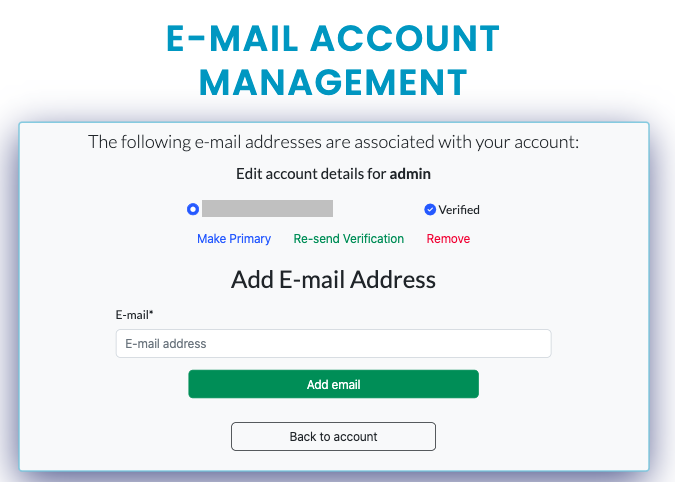 E-MAIL ACCOUNT
MANAGEMENT
The following e-mail addresses are associated with your account:
Edit account details for admin
Verified
Make Primary Re-send Verification Remove
Add E-mail Address
E-mail*
E-mail address
Add email
Back to account